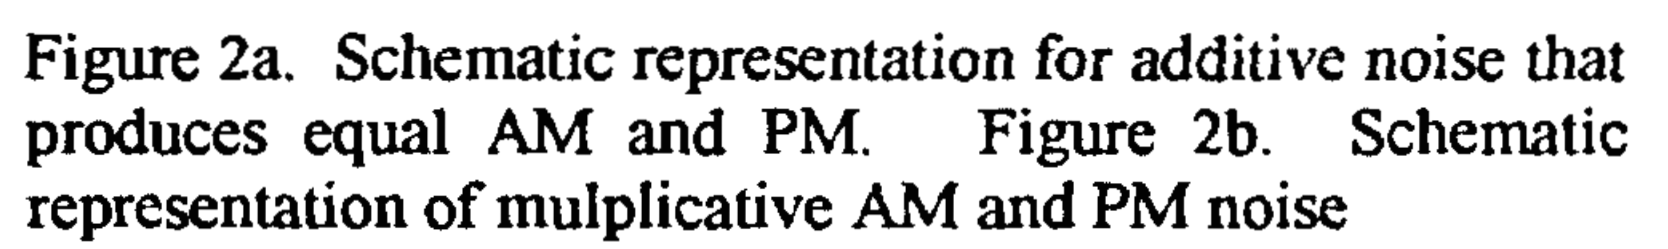 Figure 2a. Schematic representation for additive noise that
produces equal AM and PM. Figure 2b. Schematic
representation of mulplicative AM and PM noise